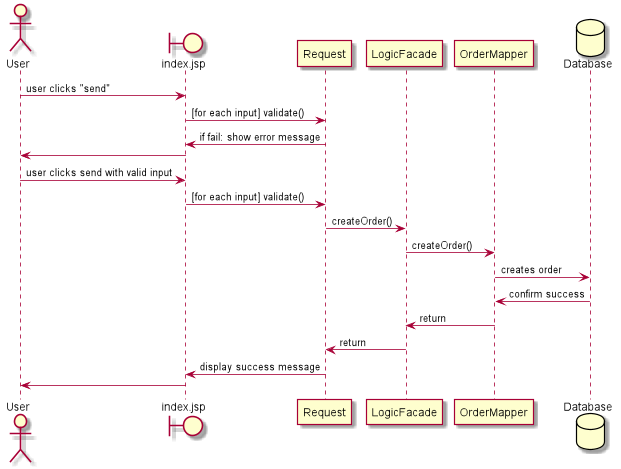 User
index.jsp
Request
LogicFacade
OrderMapper
Database
user clicks "send"
[for each input] validate()
if fail: show error message
user clicks send with valid input
[for each input] validate()
createOrder()
createOrder()
creates order
confirm success
return
return
display success message
User
index.jsp
Request
LogicFacade
OrderMapper
Database